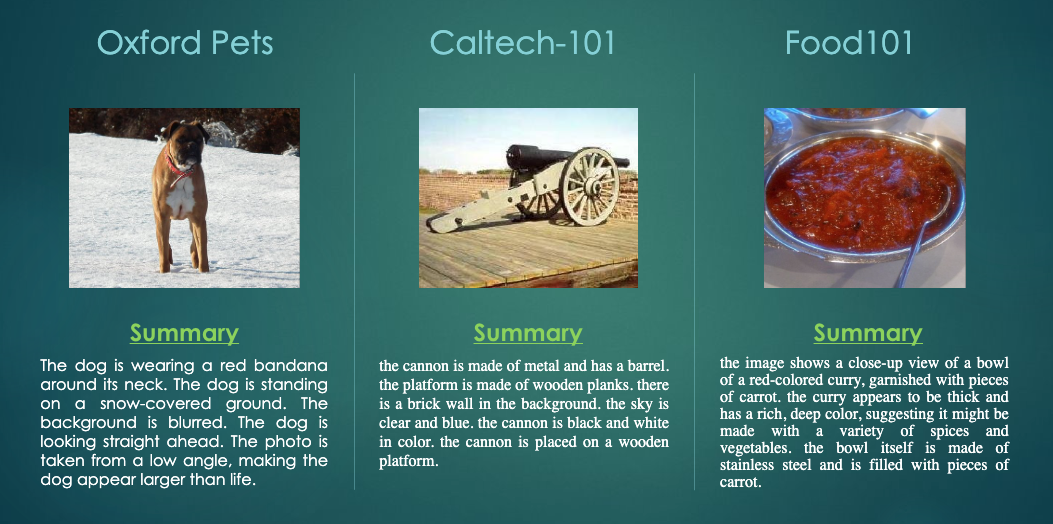 Oxford Pets
Caltech-101
Food101
Summary
The dog is wearing a red bandana
around its neck. The dog is standing
on a snow-covered ground. The
background is blurred. The dog is
looking straight ahead. The photo is
taken from a low angle, making the
dog appear larger than life.
Summary
the cannon is made of metal and has a barrel.
the platform is made of wooden planks. there
is a brick wall in the background. the sky is
clear and blue. the cannon is black and white
in color. the cannon is placed on a wooden
platform.
Summary
the image shows a close-up view of a bowl
of a red-colored curry, garnished with pieces
of carrot. the curry appears to be thick and
has a rich, deep color, suggesting it might be
made with a variety of spices and
vegetables. the bowl itself is made of
stainless steel and is filled with pieces of
carrot.